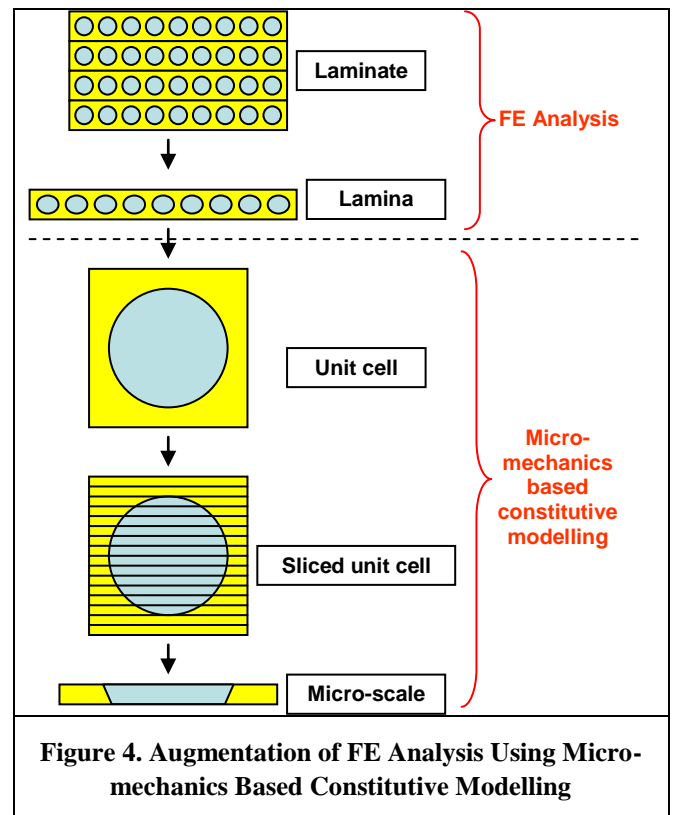 Laminate
FE Analysis
Lamina
Unit cell
Micro-
mechanics
based
constitutive
modelling
Sliced unit cell
Micro-scale
Figure 4. Augmentation of FE Analysis Using Micro-
mechanics Based Constitutive Modelling